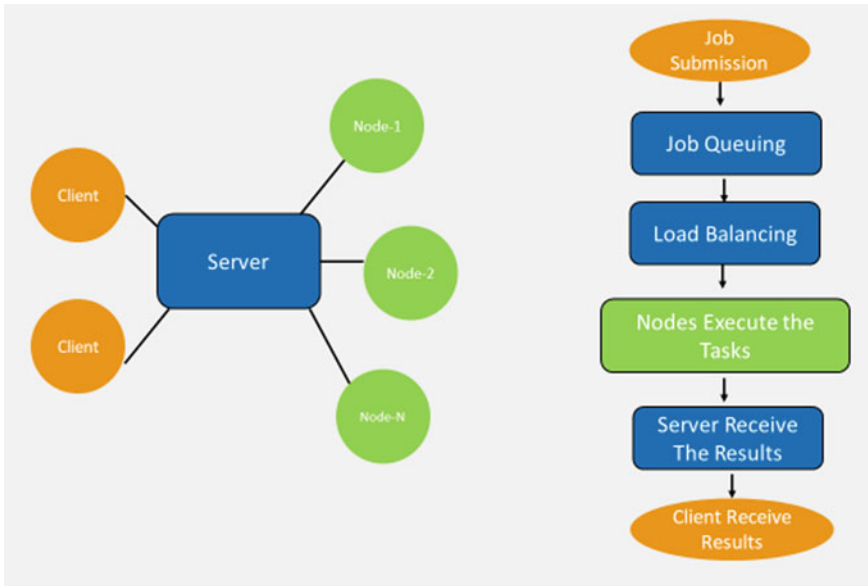 Client
Client
Server
Node-1
Node-2
Node-N
Job
Submission
Job Queuing
Load Balancing
Nodes Execute the
Tasks
Server Receive
The Results
Client Receive
Results